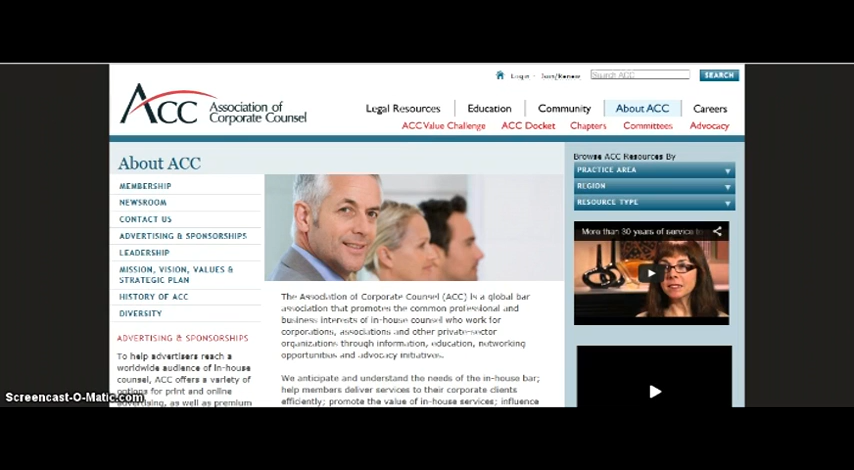 Login
Join/Renew
Search ACC
SEARCH
ACC Association of
Corporate Counsel
Legal Resources
Education
Community
About ACC
Careers
ACC Value Challenge
ACC Docket
Chapters
Committees
Advocacy
About ACC
MEMBERSHIP
NEWSROOM
CONTACT US
ADVERTISING & SPONSORSHIPS
LEADERSHIP
MISSION, VISION, VALUES &
STRATEGIC PLAN
HISTORY OF ACC
DIVERSITY
ADVERTISING & SPONSORSHIPS
To help advertisers reach a
worldwide audience of in-house
counsel, ACC offers a variety of
options for print and online
advertising, as well as premium
The Association of Corporate Counsel (ACC) is a global bar
association that promotes the common professional and
business interests of in-house counsel who work for
corporations, associations and other private-sector
organizations through information, education, networking
opportunities and advocacy initiatives.
We anticipate and understand the needs of the in-house bar;
help members deliver services to their corporate clients
efficiently; promote the value of in-house services; influence
Browse ACC Resources By
PRACTICE AREA
REGION
RESOURCE TYPE
More than 30 years of service
Screencast-O-Matic.com